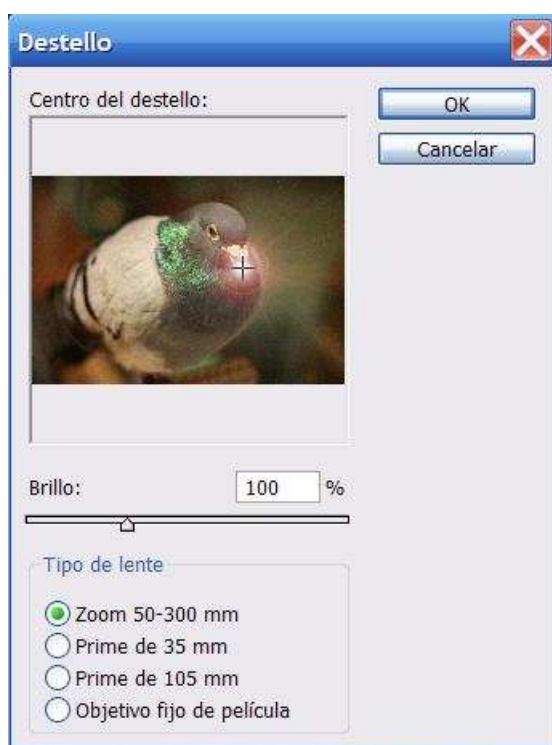 Destello
Centro del destello:
OK
Cancelar
Brillo:
100 %
Tipo de lente
Zoom 50-300 mm
Prime de 35 mm
Prime de 105 mm
Objetivo fijo de película